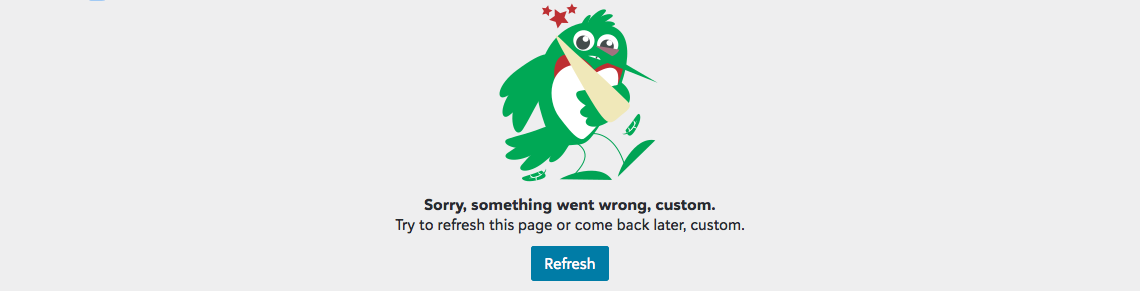 Sorry, something went wrong, custom.
Try to refresh this page or come back later, custom.
Refresh